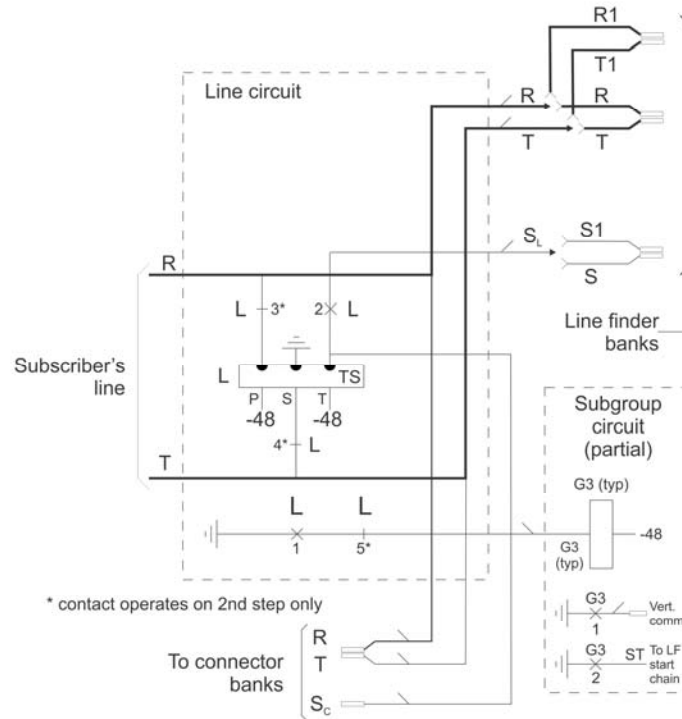 R1
T1
R
R
T
T
Line circuit
S_L
S1
S
R
L
3*
2
L
Line finder
banks
Subscriber's
line
L
TS
P
S
T
-48
-48
4*
L
Subgroup
circuit
(partial)
T
G3 (typ)
L
L
-48
1
5*
G3
(typ)
* contact operates on 2nd step only
G3
Vert.
comm
1
R
To connector
banks
T
G3
ST
To LF
start
chain
2
S_C